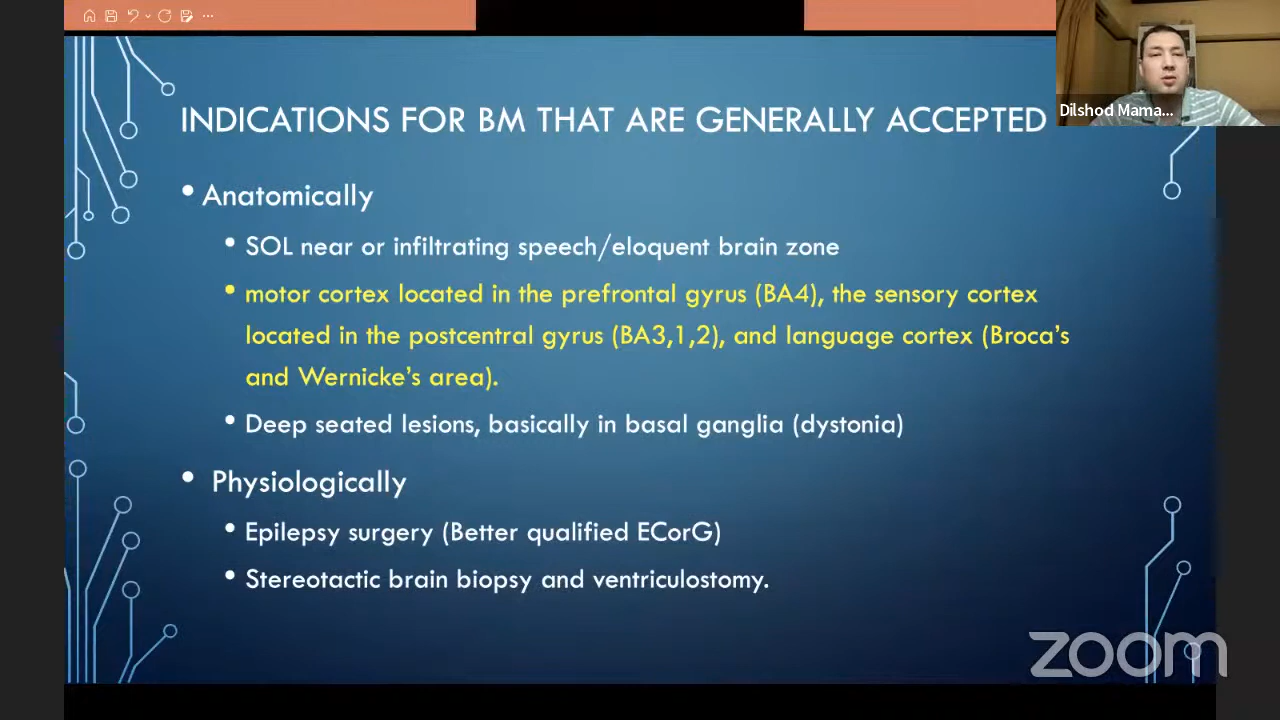 INDICATIONS FOR BM THAT ARE GENERALLY ACCEPTED
Dilshod Mama...
• Anatomically
• SOL near or infiltrating speech/eloquent brain zone
• motor cortex located in the prefrontal gyrus (BA4), the sensory cortex
located in the postcentral gyrus (BA3,1,2), and language cortex (Broca's
and Wernicke's area).
• Deep seated lesions, basically in basal ganglia (dystonia)
• Physiologically
• Epilepsy surgery (Better qualified ECorG)
• Stereotactic brain biopsy and ventriculostomy.
zoom